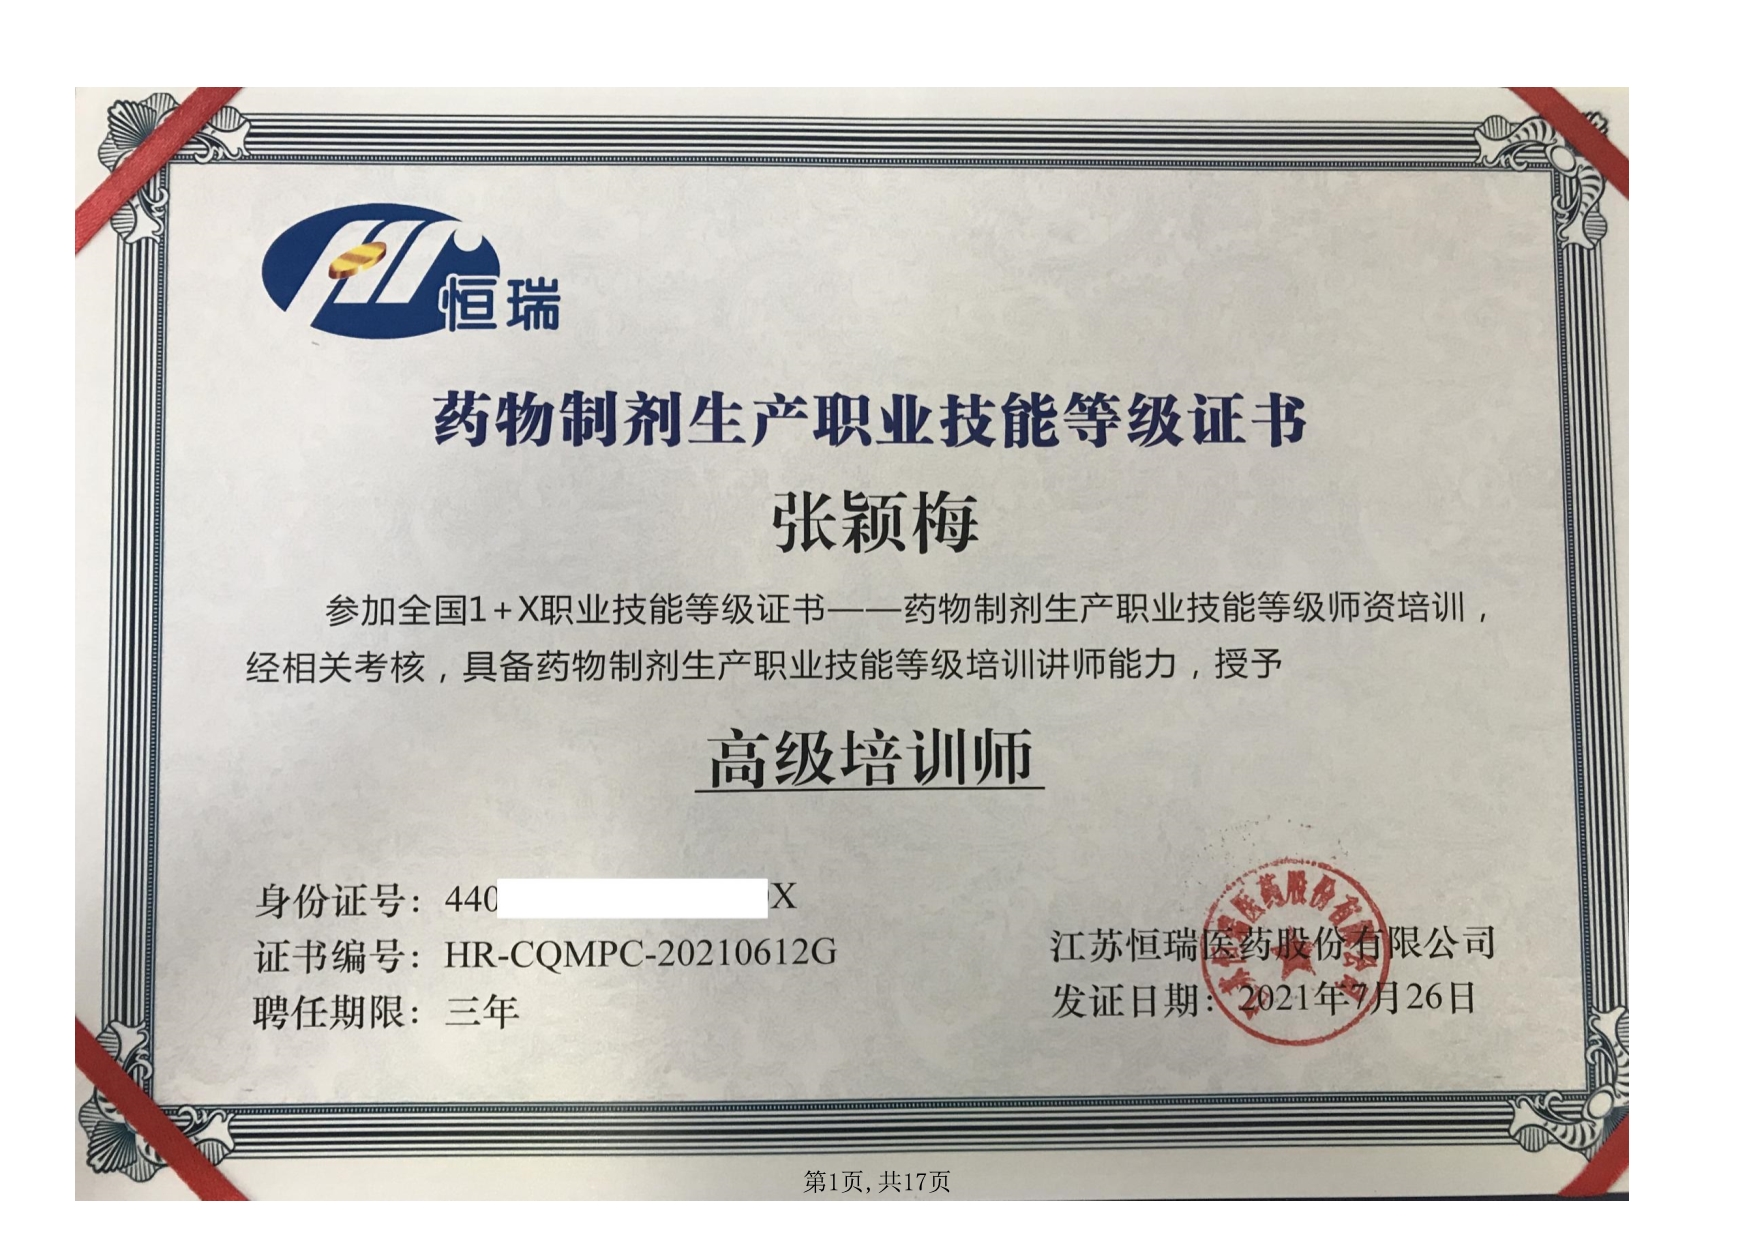 恒瑞
药物制剂生产职业技能等级证书
张颖梅
参加全国1+X职业技能等级证书——药物制剂生产职业技能等级师资培训，
经相关考核，具备药物制剂生产职业技能等级培训讲师能力，授予
高级培训师
身份证号：440 X
证书编号：HR-CQMPC-20210612G
聘任期限：三年
江苏恒瑞医药股份有限公司
发证日期：2021年7月26日
第1页,共17页